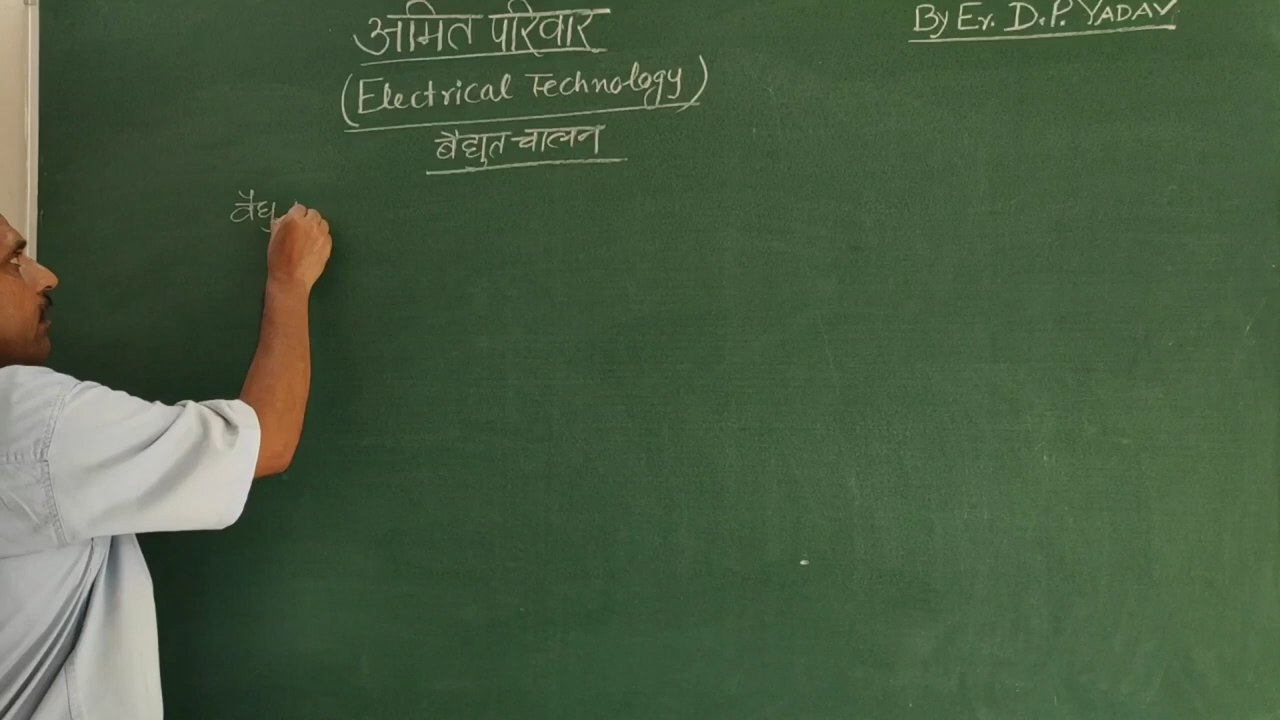 अमित परिवार
By Er. D.P. YADAV
(Electrical Technology)
बैद्युत चालन
वैद्यु